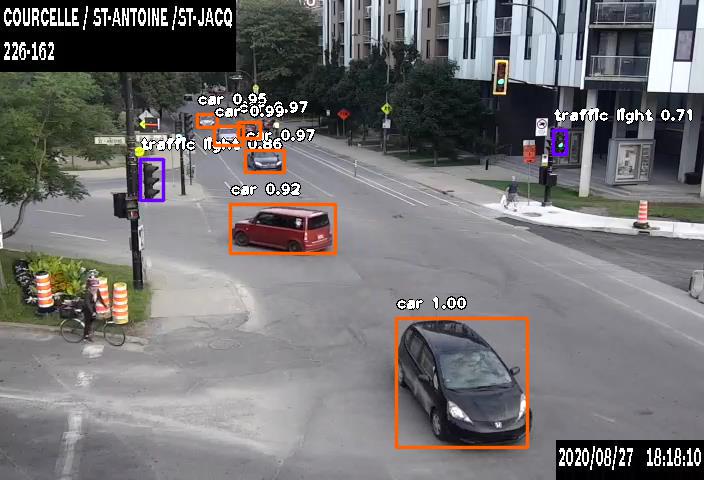 COURCELLE / ST-ANTOINE /ST-JACQ
226-162
car 0.95
car 0.99
0.97
car 0.97
traffic light 0.71
traffic light 0.86
car 0.92
car 1.00
2020/08/27 18:18:10